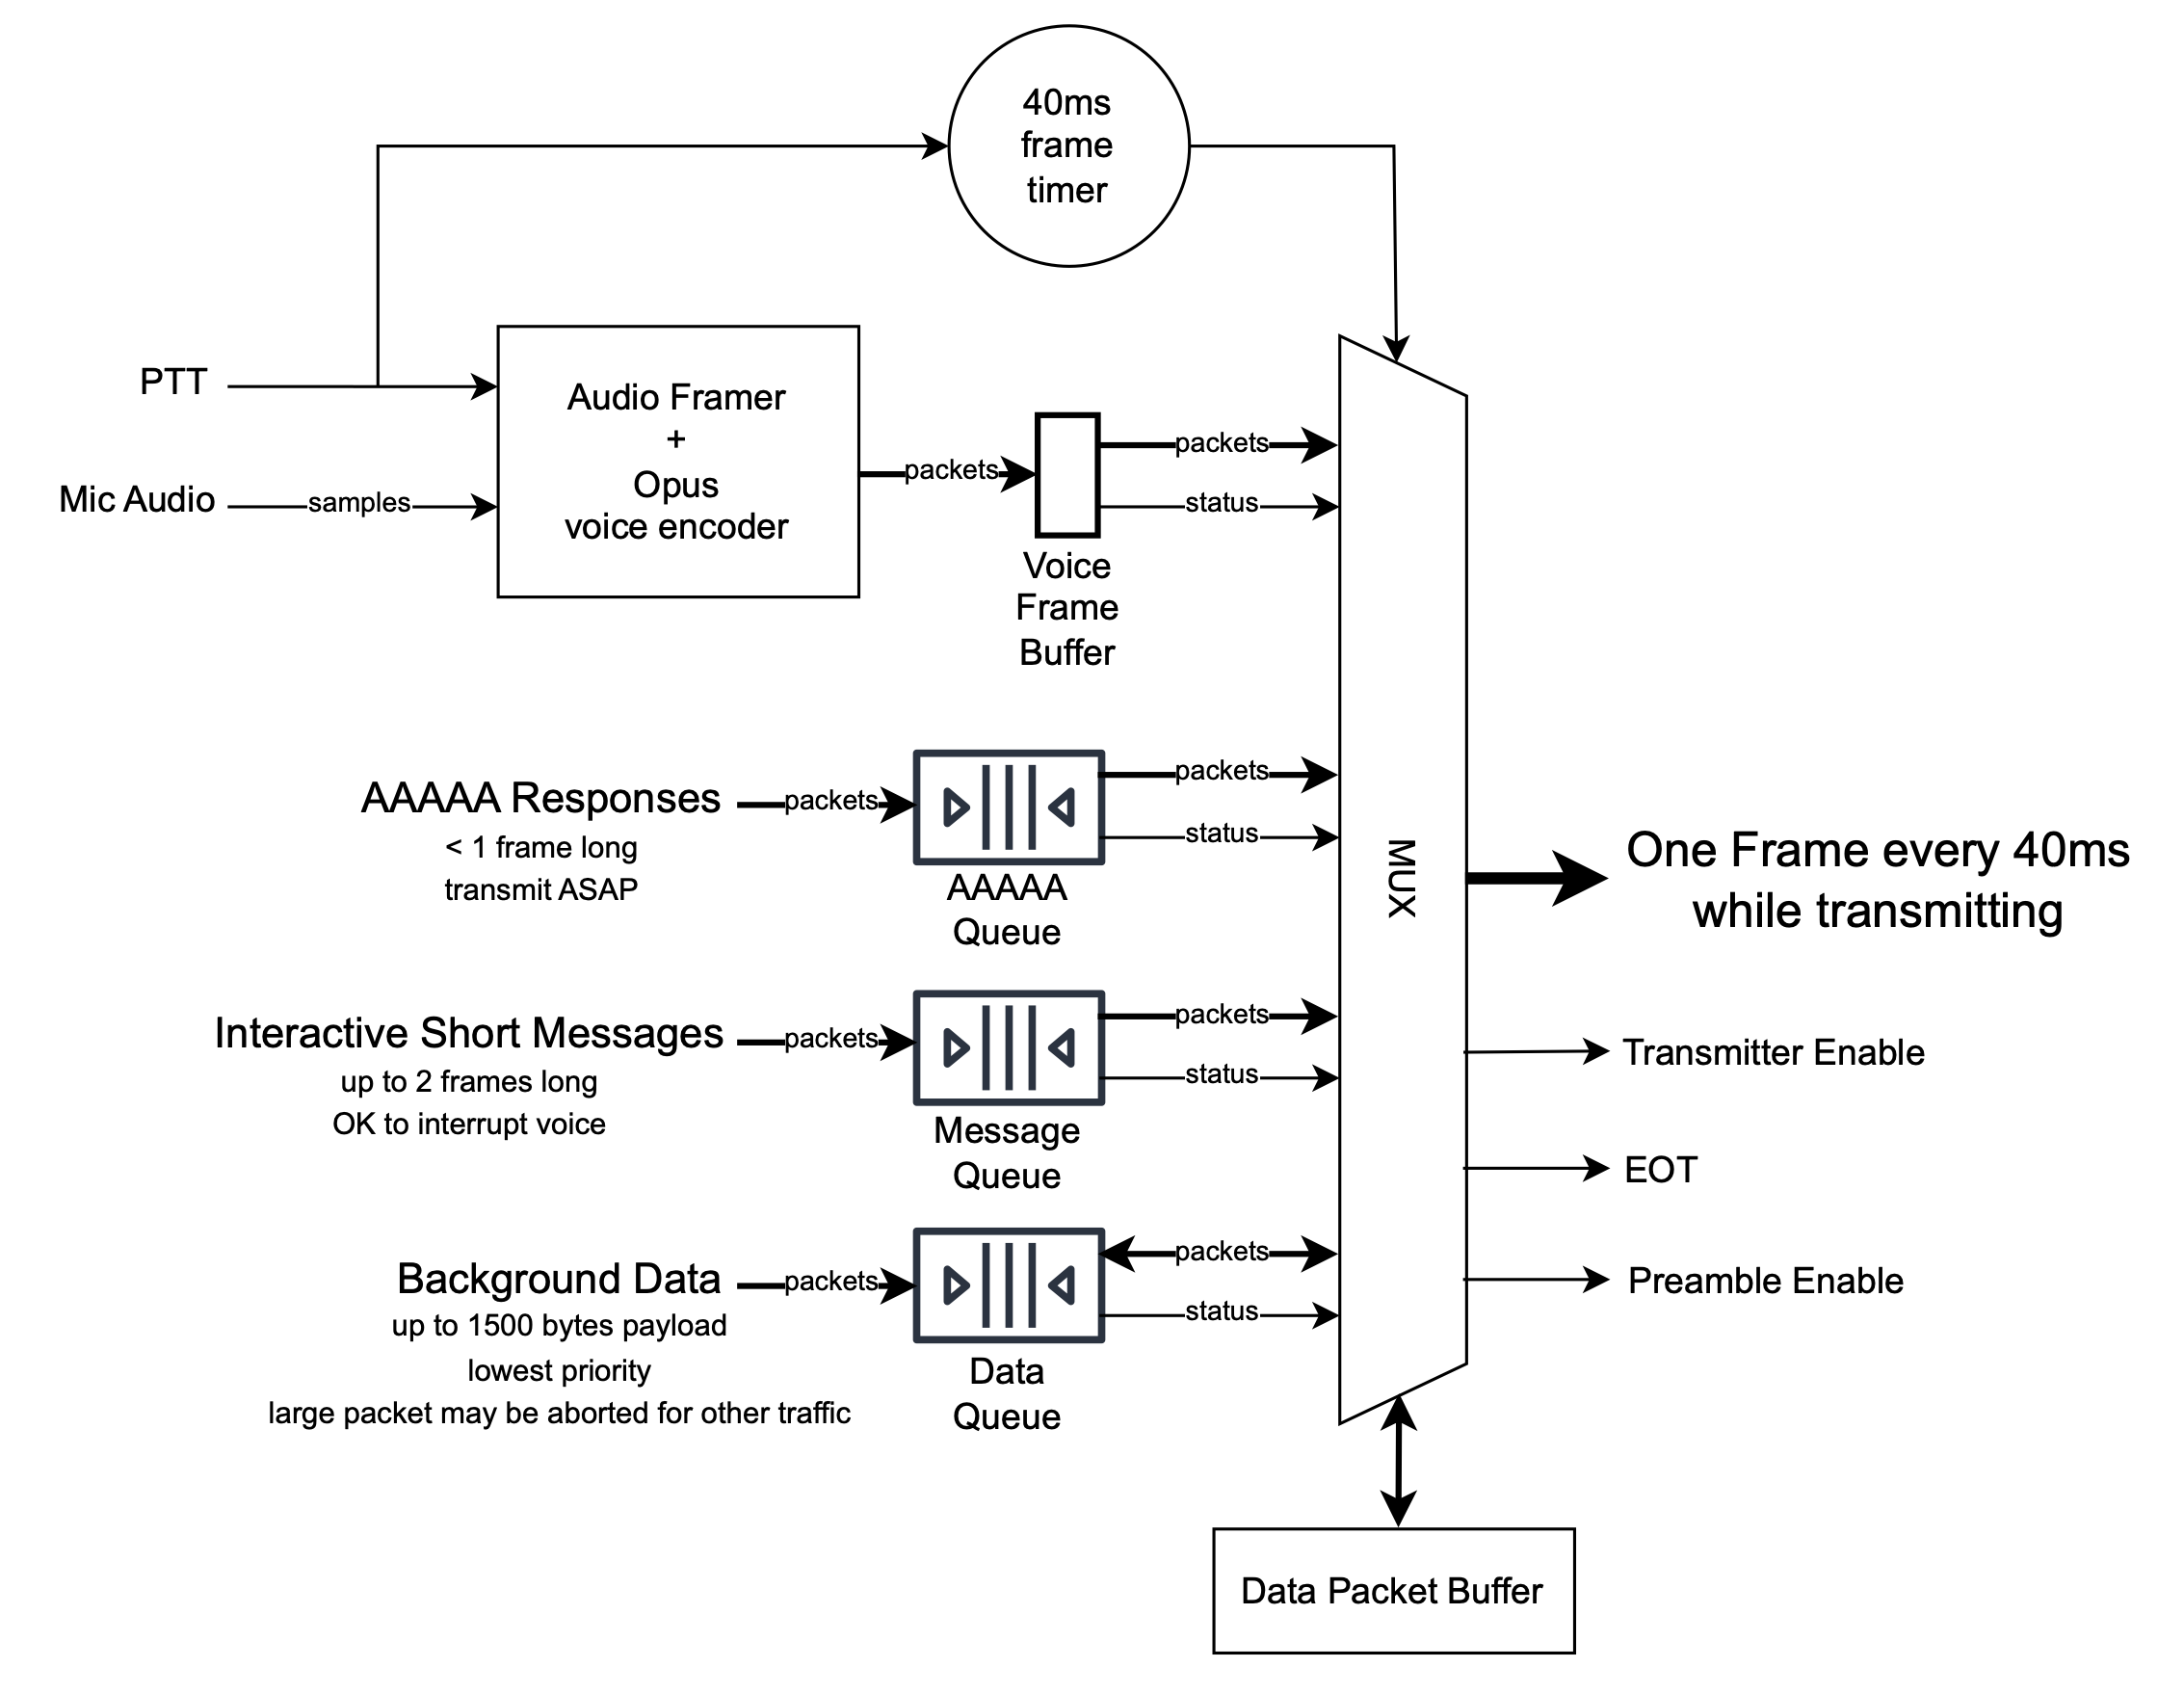 40ms
frame
timer
PTT
Mic Audio
samples
Audio Framer
+
Opus
voice encoder
packets
packets
status
Voice
Frame
Buffer
AAAAA Responses
< 1 frame long
transmit ASAP
packets
packets
status
AAAAA
Queue
Interactive Short Messages
up to 2 frames long
OK to interrupt voice
packets
packets
status
Message
Queue
Background Data
up to 1500 bytes payload
lowest priority
large packet may be aborted for other traffic
packets
packets
status
Data
Queue
MUX
One Frame every 40ms
while transmitting
Transmitter Enable
EOT
Preamble Enable
Data Packet Buffer